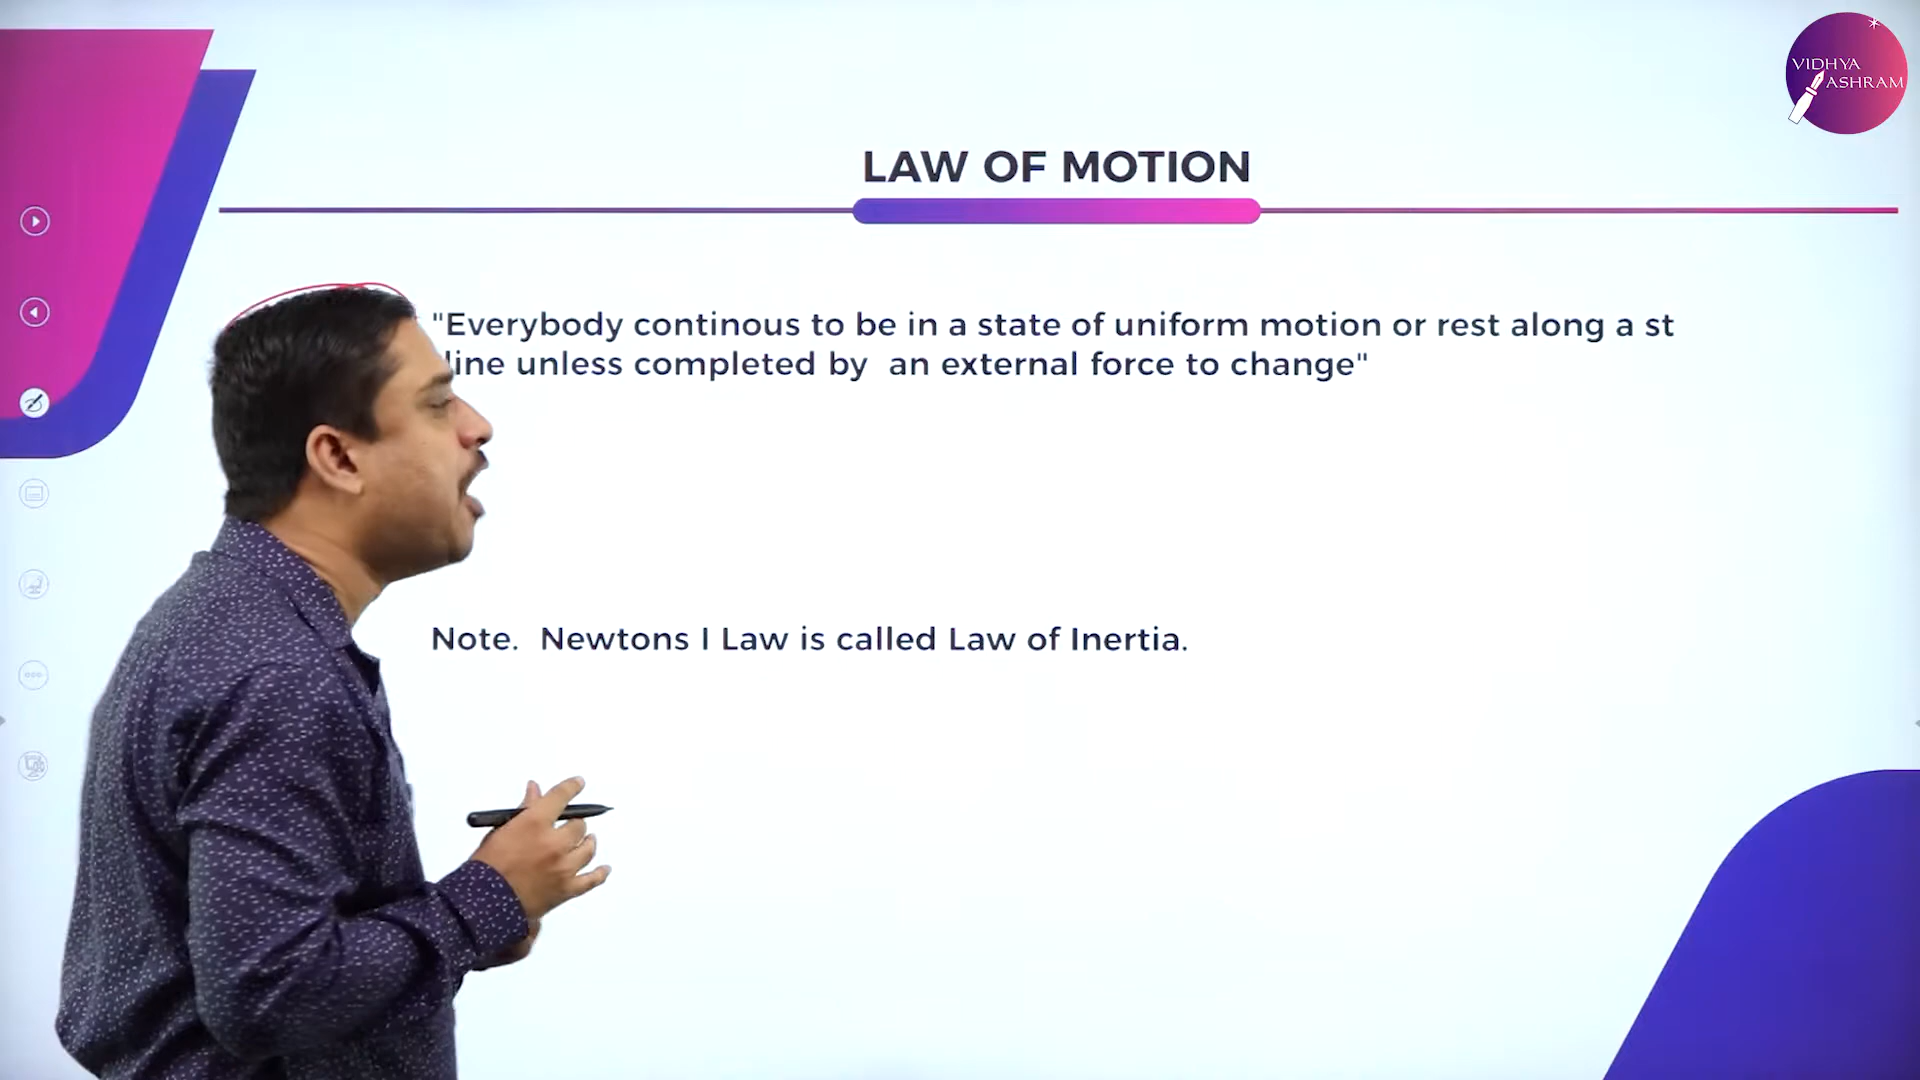 VIDHYA
ASHRAM
LAW OF MOTION
"Everybody continous to be in a state of uniform motion or rest along a st
line unless completed by an external force to change"
Note. Newtons I Law is called Law of Inertia.